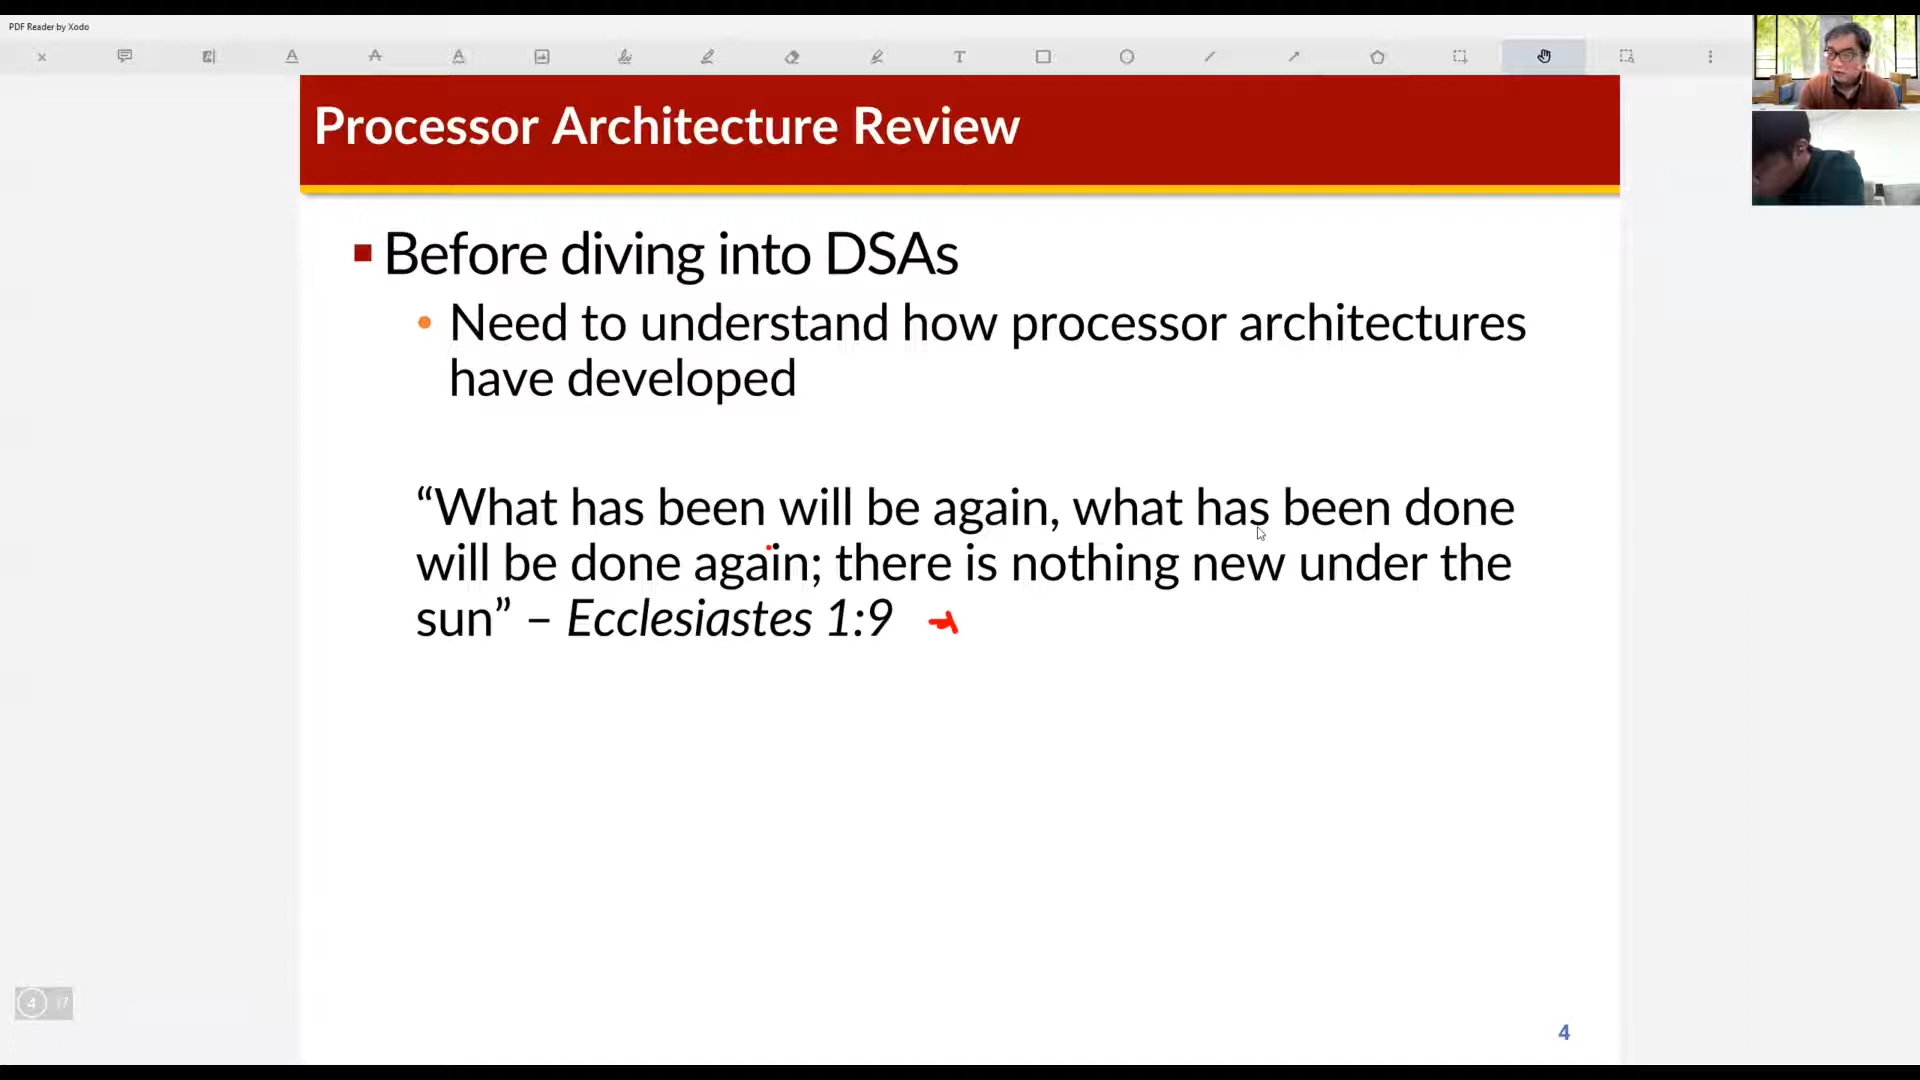 PDF Reader by Xodo
Processor Architecture Review
Before diving into DSAs
Need to understand how processor architectures
have developed
“What has been will be again, what has been done
will be done again; there is nothing new under the
sun” – Ecclesiastes 1:9
4
4